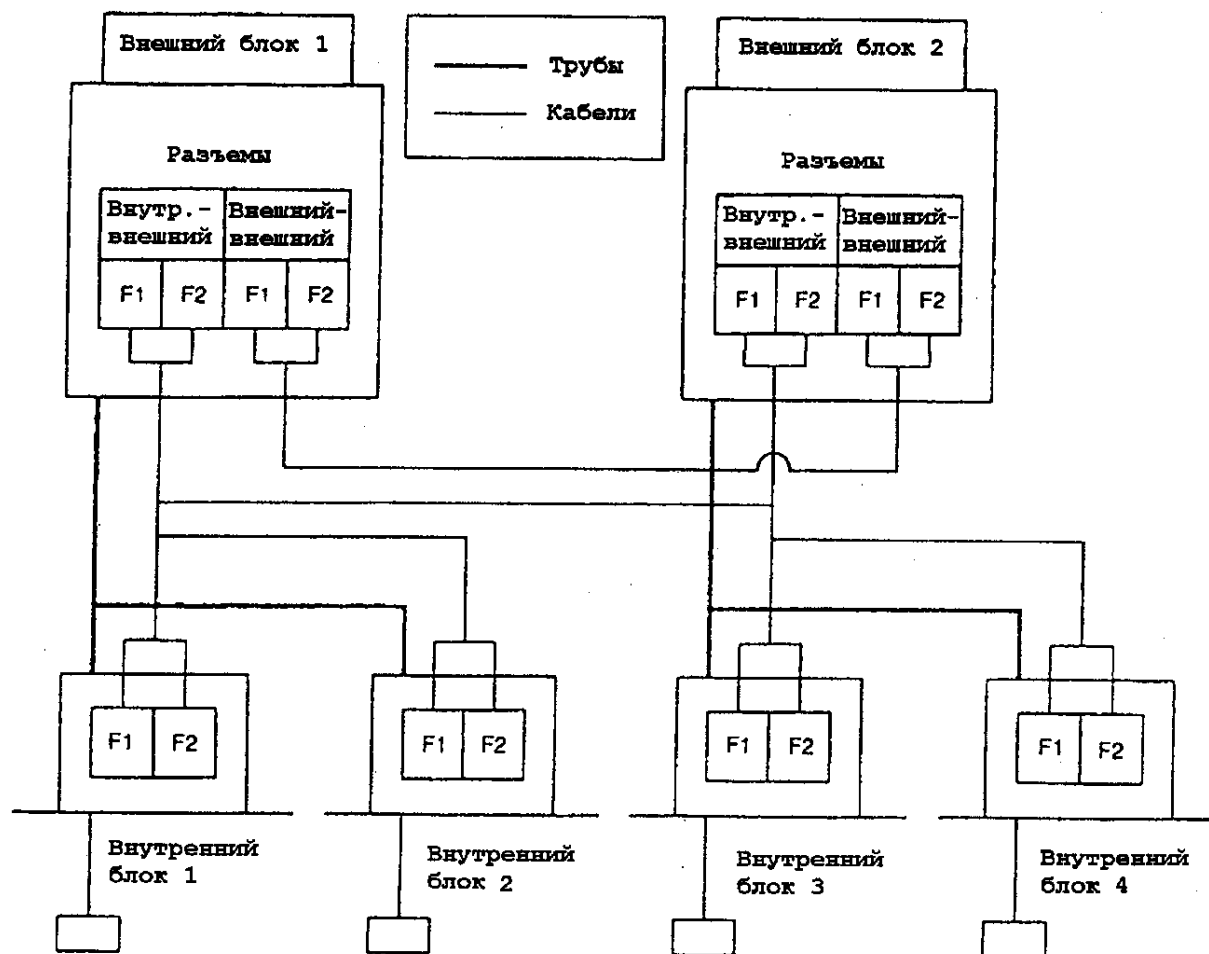 Внешний блок 1
Трубы
Кабели
Внешний блок 2
Разъемы
Внутр.-
внешний
Внешний-
внешний
F1 F2 F1 F2
Разъемы
Внутр.-
внешний
Внешний-
внешний
F1 F2 F1 F2
F1 F2
F1 F2
F1 F2
F1 F2
Внутренний
блок 1
Внутренний
блок 2
Внутренний
блок 3
Внутренний
блок 4